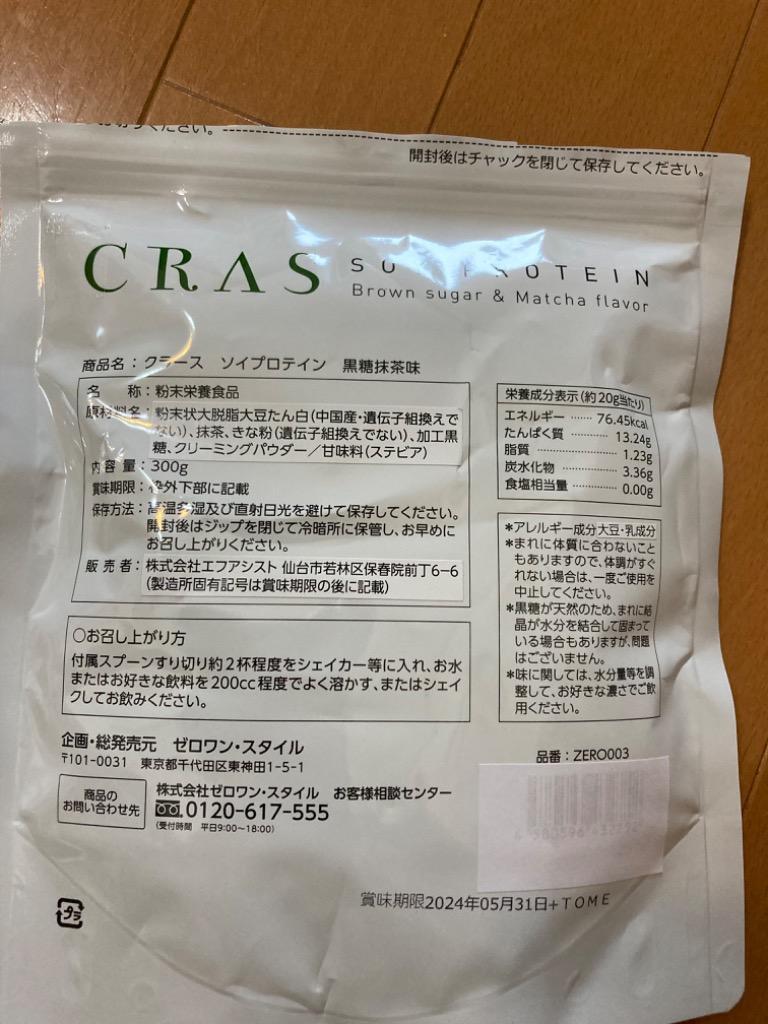 ください。
開封後はチャックを閉じて保存してください。
CRAS
SO PROTEIN
Brown sugar & Matcha flavor
商品名：クラース ソイプロテイン 黒糖抹茶味
名 称：粉末栄養食品
原材料名：粉末状大脱脂大豆たん白（中国産・遺伝子組換えで
ない）、抹茶、きな粉（遺伝子組換えでない）、加工黒
糖、クリーミングパウダー／甘味料（ステビア）
内容量：300g
賞味期限：枠外下部に記載
保存方法：高温多湿及び直射日光を避けて保存してください。
開封後はジップを閉じて冷暗所に保管し、お早めに
お召し上がりください。
販売者：株式会社エフアシスト 仙台市若林区保春院前丁6−6
（製造所固有記号は賞味期限の後に記載）
栄養成分表示（約20g当たり）
エネルギー ……… 76.45kcal
たんぱく質 ……… 13.24g
脂質 ……… 1.23g
炭水化物 ……… 3.36g
食塩相当量 ……… 0.00g
＊アレルギー成分 大豆・乳成分
＊まれに体質に合わないこと
もありますので、体調がすぐ
れない場合は、一度ご使用を
中止してください。
＊黒糖が天然のため、まれに結
晶が水分を結合して固まって
いる場合もありますが、問題
はございません。
＊味に関しては、水分量等を調
整して、お好きな濃さでご飲
用ください。
〇お召し上がり方
付属スプーンすり切り約2杯程度をシェイカー等に入れ、お水
またはお好きな飲料を200cc程度でよく溶かす、またはシェイ
クしてお飲みください。
企画・総発売元 ゼロワン・スタイル
〒101-0031 東京都千代田区東神田1-5-1
商品の
お問い合わせ先
株式会社ゼロワン・スタイル お客様相談センター
0120-617-555
（受付時間 平日9:00〜18:00）
品番：ZERO003
賞味期限2024年05月31日+TOME
プラ